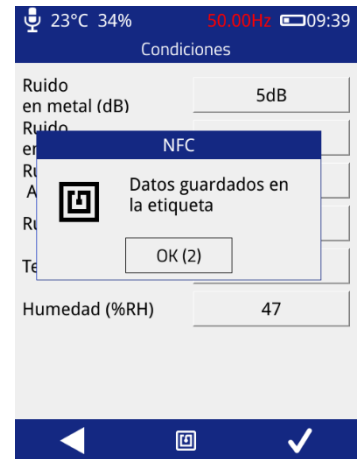 23°C 34% 50.00Hz 09:39
Condiciones
Ruido
en metal (dB)
5dB
Ruido
NFC
Datos guardados en
la etiqueta
OK (2)
Humedad (%RH)
47